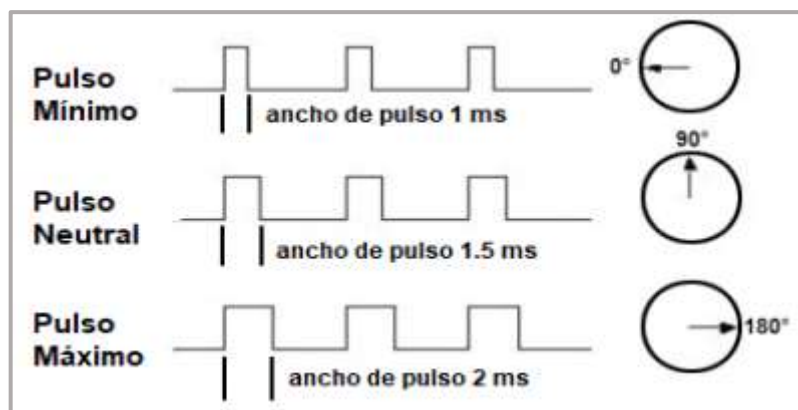 Pulso
Mínimo
ancho de pulso 1 ms
0°
Pulso
Neutral
ancho de pulso 1.5 ms
90°
Pulso
Máximo
ancho de pulso 2 ms
180°